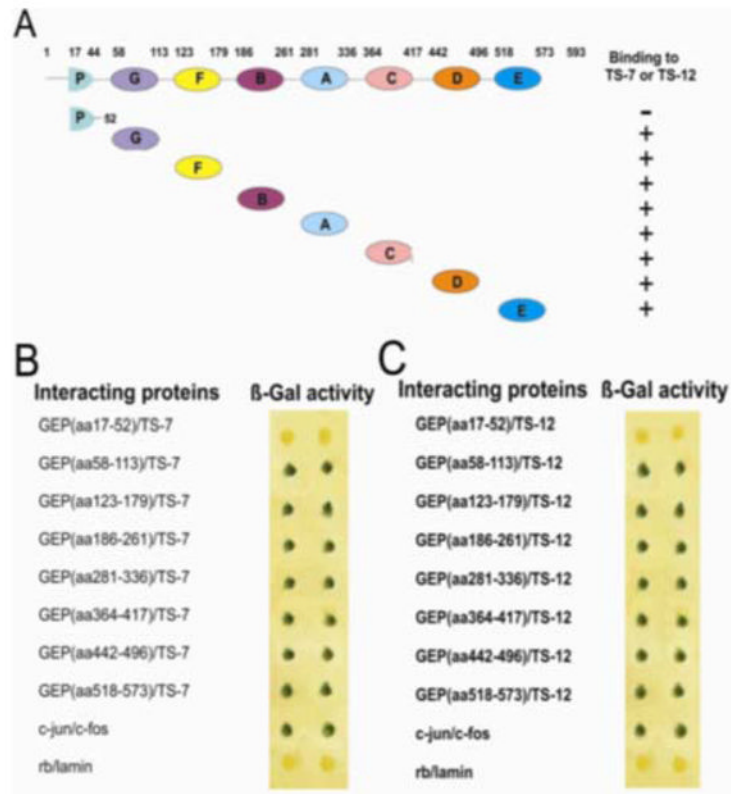 A
1 17 44 58 113 123 179 186 261 281 336 364 417 442 496 518 573 593
Binding to
TS-7 or TS-12
P G F B A C D E
P 52
-
G
+
F
+
B
+
A
+
C
+
D
+
E
+
+
B
Interacting proteins ß-Gal activity
GEP(aa17-52)/TS-7
GEP(aa58-113)/TS-7
GEP(aa123-179)/TS-7
GEP(aa186-261)/TS-7
GEP(aa281-336)/TS-7
GEP(aa364-417)/TS-7
GEP(aa442-496)/TS-7
GEP(aa518-573)/TS-7
c-jun/c-fos
rb/lamin
C
Interacting proteins ß-Gal activity
GEP(aa17-52)/TS-12
GEP(aa58-113)/TS-12
GEP(aa123-179)/TS-12
GEP(aa186-261)/TS-12
GEP(aa281-336)/TS-12
GEP(aa364-417)/TS-12
GEP(aa442-496)/TS-12
GEP(aa518-573)/TS-12
c-jun/c-fos
rb/lamin